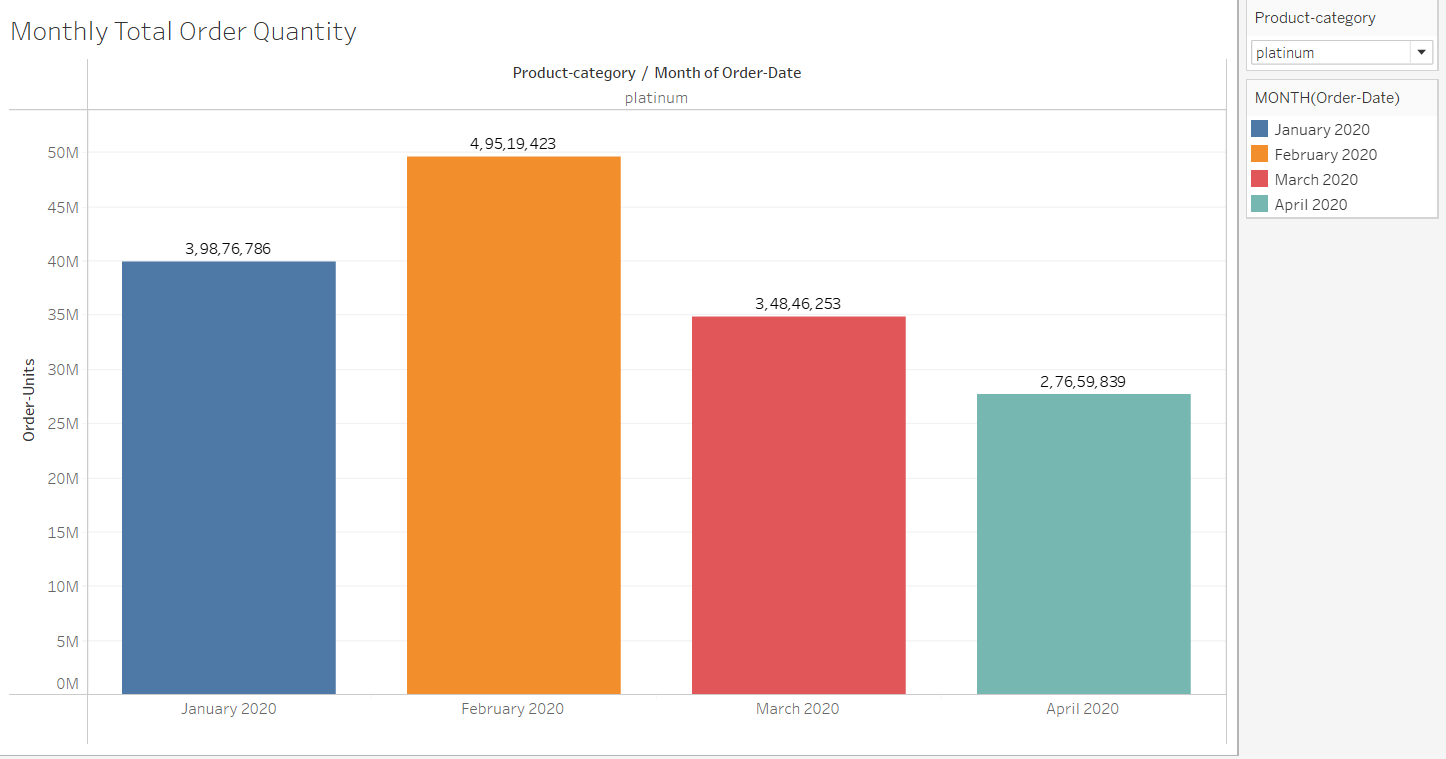 Monthly Total Order Quantity
Product-category / Month of Order-Date
platinum
50M
45M
40M
35M
30M
25M
20M
15M
10M
5M
0M
Order-Units
3,98,76,786
4,95,19,423
3,48,46,253
2,76,59,839
January 2020
February 2020
March 2020
April 2020
Product-category
platinum
MONTH(Order-Date)
January 2020
February 2020
March 2020
April 2020